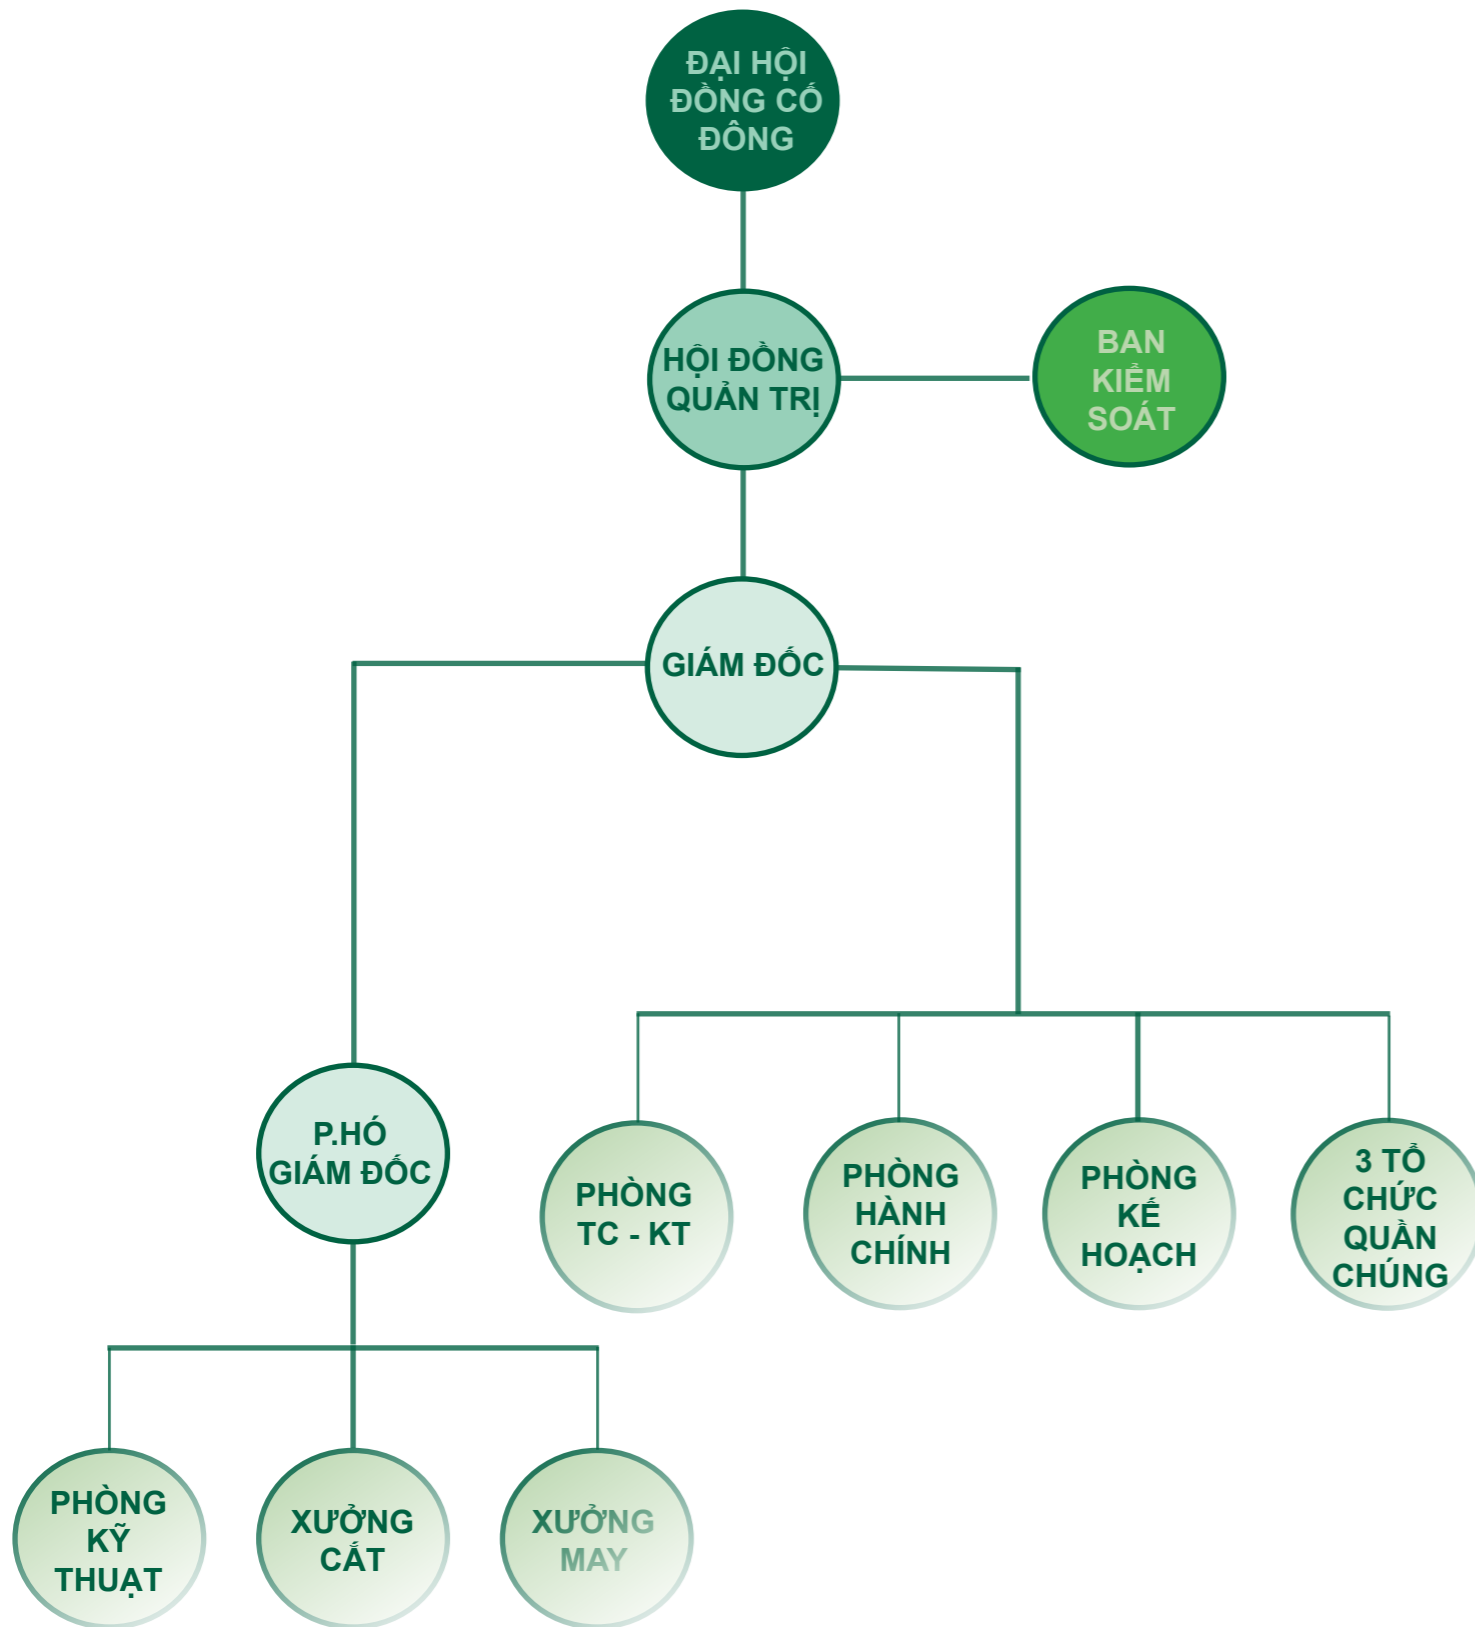 ĐẠI HỘI
ĐỒNG CỐ
ĐÔNG
HỘI ĐỒNG
QUẢN TRỊ
BAN
KIỂM
SOÁT
GIÁM ĐỐC
P.HÓ
GIÁM ĐỐC
PHÒNG
TC - KT
PHÒNG
HÀNH
CHÍNH
PHÒNG
KẾ
HOẠCH
3 TỔ
CHỨC
QUẦN
CHÚNG
PHÒNG
KỸ
THUẠT
XƯỞNG
CẮT
XƯỞNG
MAY